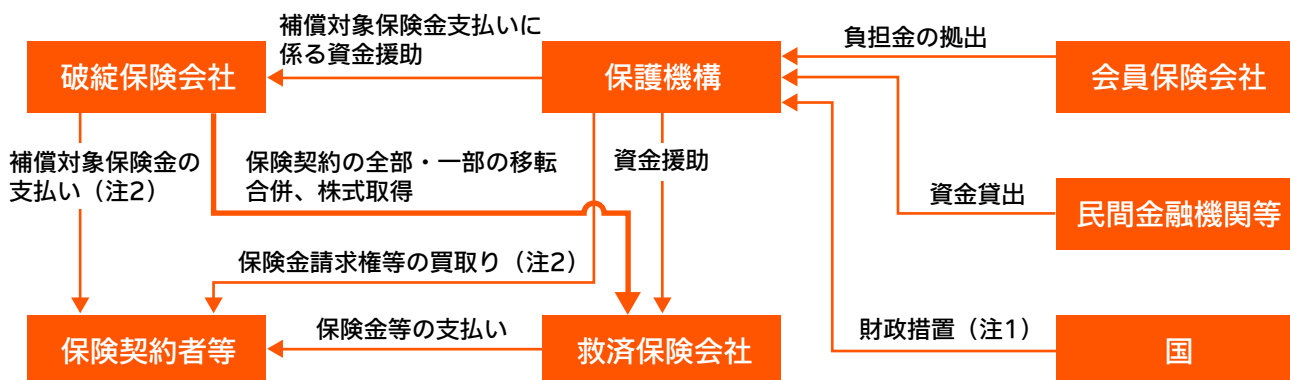 補償対象保険金支払いに
係る資金援助
負担金の拠出
破綻保険会社
保護機構
会員保険会社
補償対象保険金の
支払い（注2）
保険契約の全部・一部の移転
合併、株式取得
資金援助
資金貸出
民間金融機関等
保険金請求権等の買取り（注2）
保険契約者等
保険金等の支払い
救済保険会社
財政措置（注1）
国